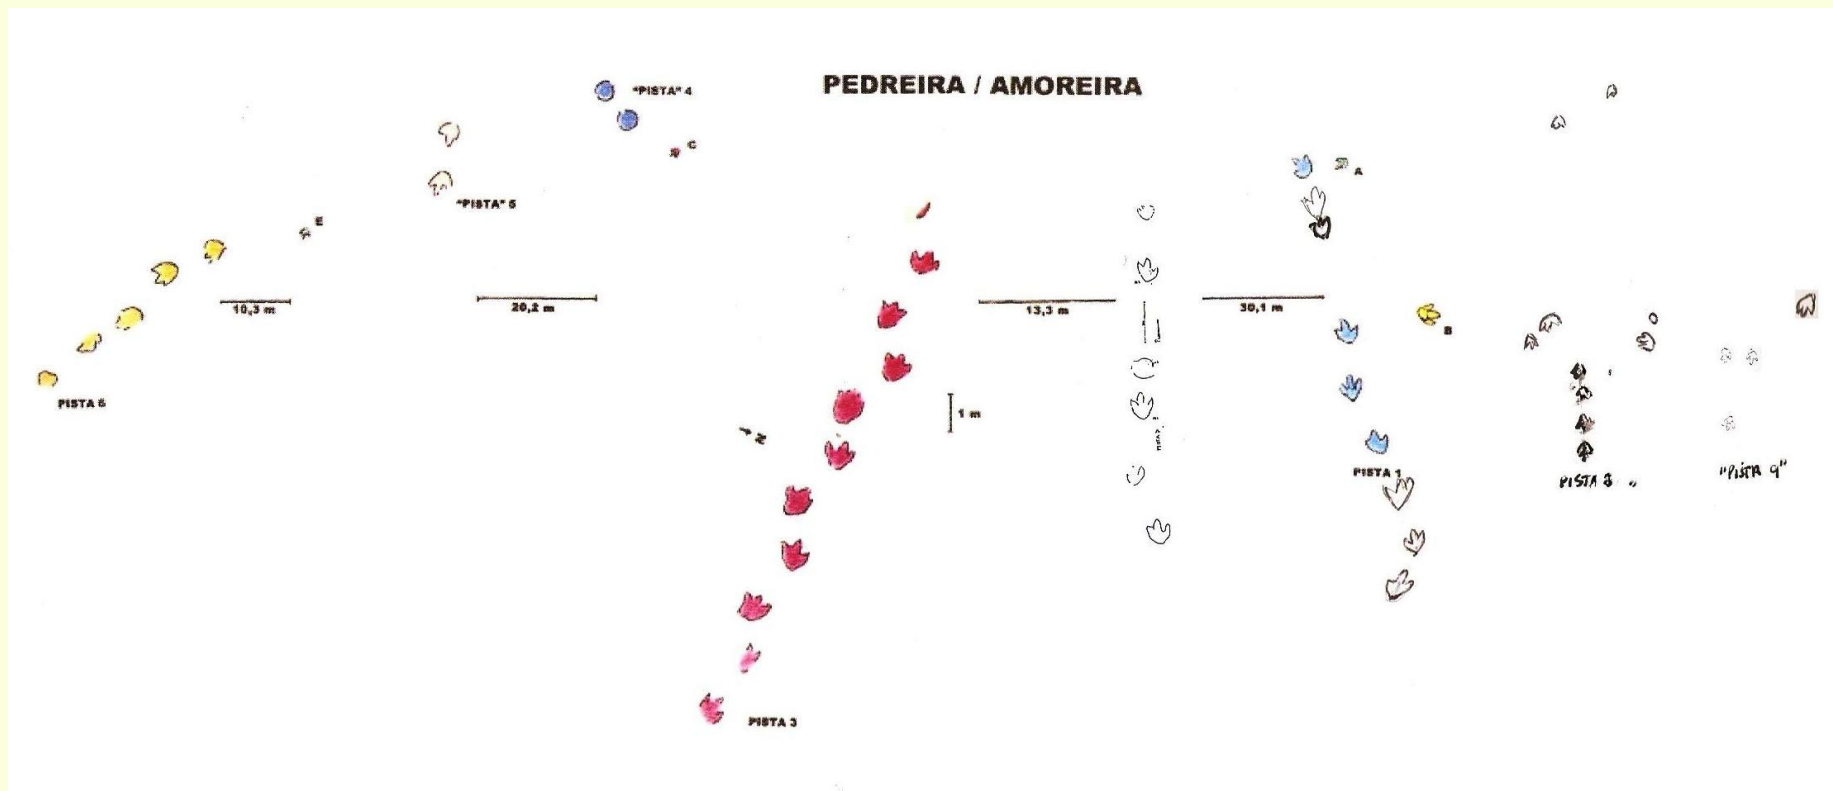 PEDREIRA / AMOREIRA
"PISTA" 4
C
A
"PISTA" 5
E
10,3 m
20,2 m
13,3 m
30,1 m
B
PISTA 6
1 m
N
PISTA 1
PISTA
"PISTA 9"
PISTA 3